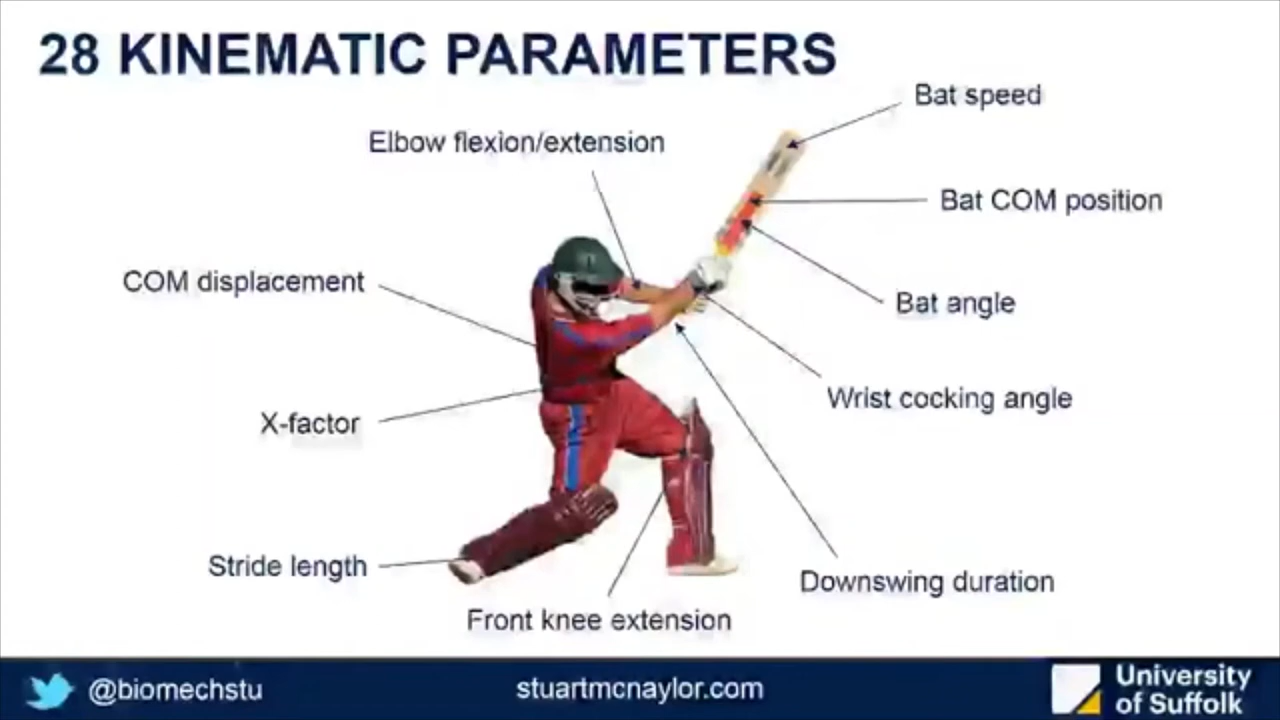 28 KINEMATIC PARAMETERS
Bat speed
Elbow flexion/extension
Bat COM position
COM displacement
Bat angle
Wrist cocking angle
X-factor
Stride length
Downswing duration
Front knee extension
@biomechstu
stuartmcnaylor.com
University
of Suffolk